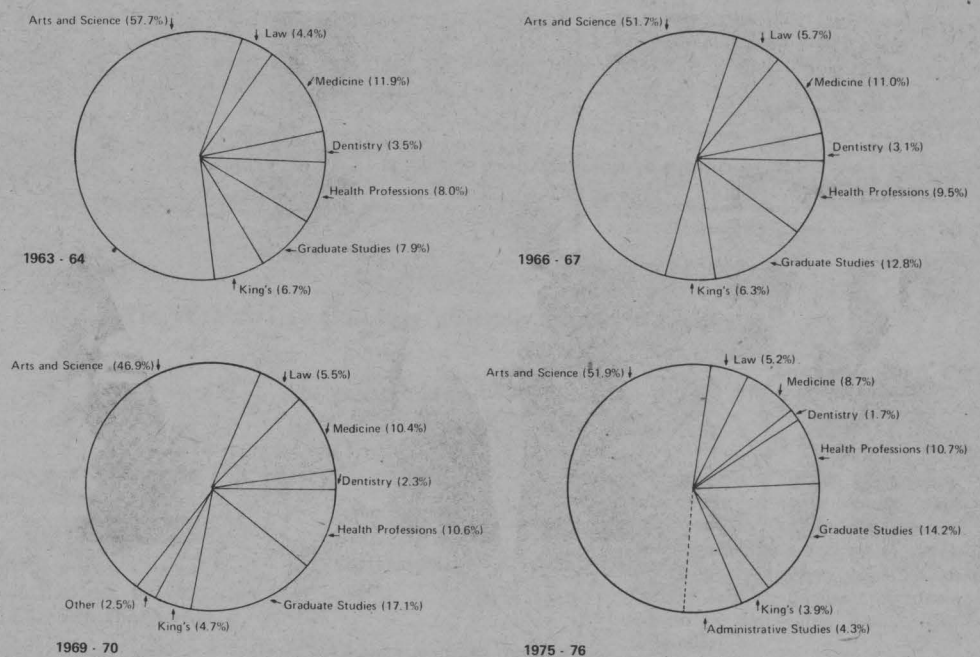 Arts and Science (57.7%)
Law (4.4%)
Medicine (11.9%)
Dentistry (3.5%)
Health Professions (8.0%)
Graduate Studies (7.9%)
King's (6.7%)
1963 - 64
Arts and Science (51.7%)
Law (5.7%)
Medicine (11.0%)
Dentistry (3.1%)
Health Professions (9.5%)
Graduate Studies (12.8%)
King's (6.3%)
1966 - 67
Arts and Science (46.9%)
Law (5.5%)
Medicine (10.4%)
Dentistry (2.3%)
Health Professions (10.6%)
Graduate Studies (17.1%)
King's (4.7%)
Other (2.5%)
1969 - 70
Arts and Science (51.9%)
Law (5.2%)
Medicine (8.7%)
Dentistry (1.7%)
Health Professions (10.7%)
Graduate Studies (14.2%)
King's (3.9%)
Administrative Studies (4.3%)
1975 - 76